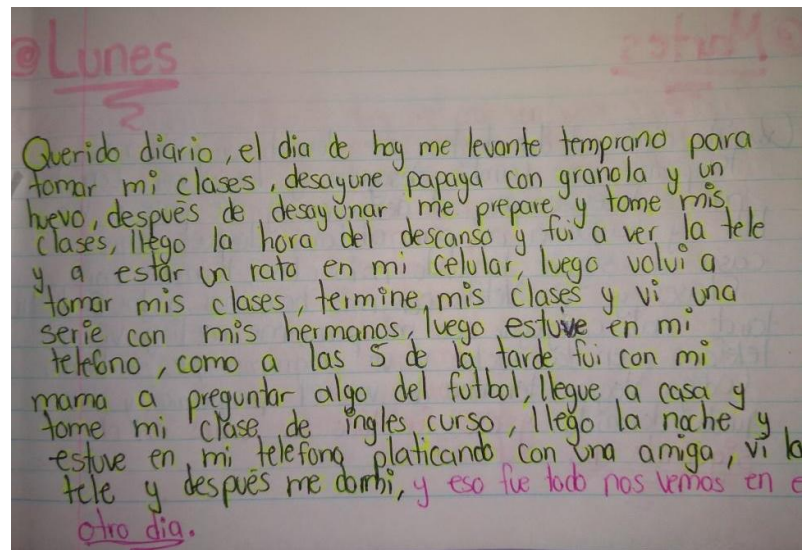 @Lunes
Querido diario, el dia de hoy me levante temprano para
tomar mi clases, desayune papaya con granola y un
huevo, después de desayunar me prepare y tome mis
clases, llego la hora del descanso y fui a ver la tele
y a estar un rato en mi celular, luego volvi a
tomar mis clases, termine mis clases y vi una
serie con mis hermanos, luego estuve en mi
telefono, como a las 5 de la tarde fui con mi
mama a preguntar algo del futbol, llegue a casa y
tome mi clase de ingles curso, llego la noche y
estuve en mi telefono platicando con una amiga, vi la
tele y después me dormi, y eso fue todo nos vemos en e
otro dia.